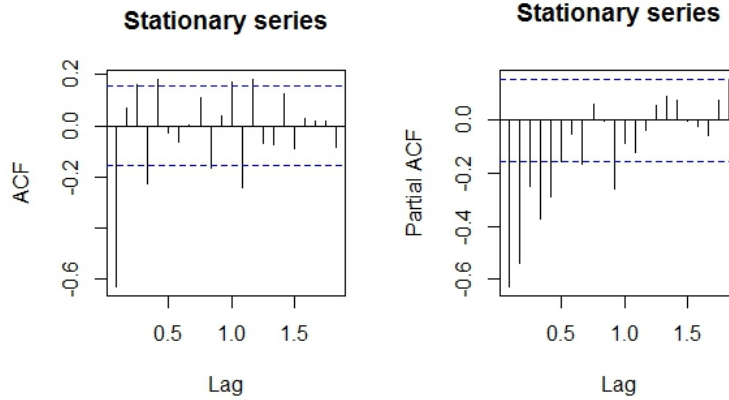 Stationary series
ACF
0.2
0.0
-0.2
-0.6
0.5 1.0 1.5
Lag
Stationary series
Partial ACF
0.0
-0.2
-0.4
-0.6
0.5 1.0 1.5
Lag